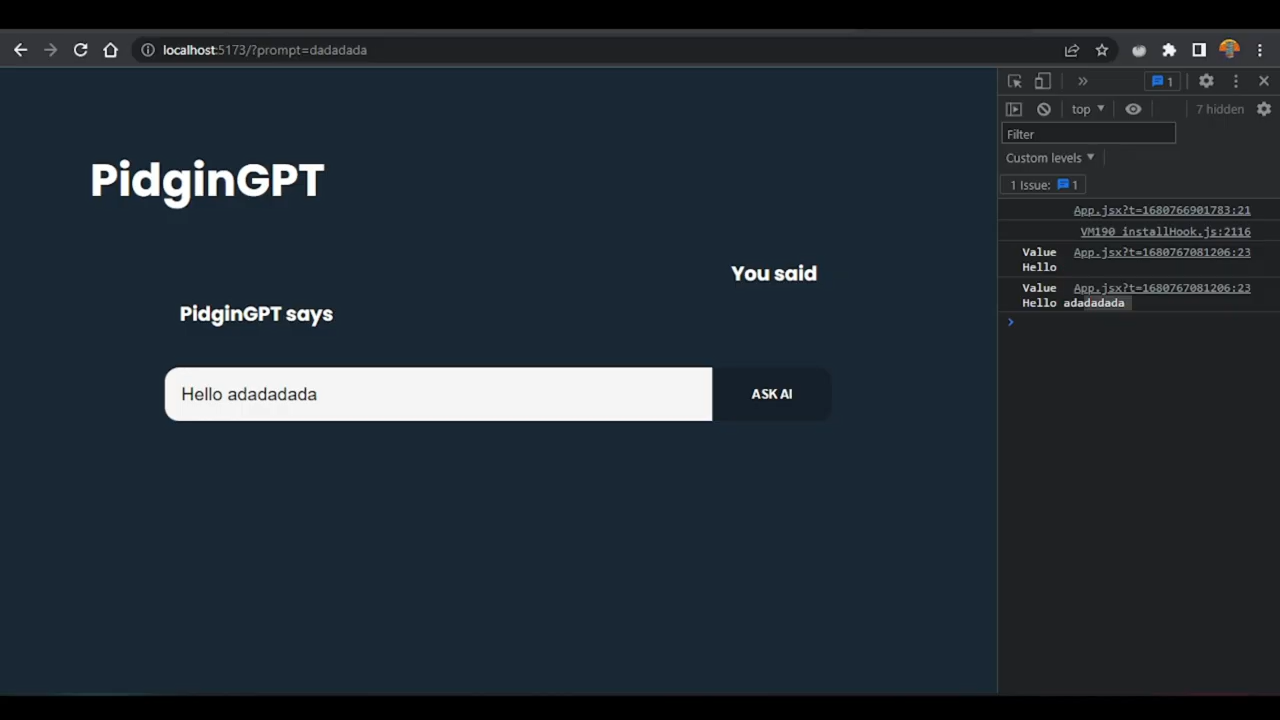 localhost:5173/?prompt=dadadada
1
top
7 hidden
Filter
Custom levels
1 Issue: 1
App.jsx?t=1680766901783:21
VM190 installHook.js:2116
Value App.jsx?t=1680767081206:23
Hello
Value App.jsx?t=1680767081206:23
Hello adadadada
PidginGPT
You said
PidginGPT says
Hello adadadada
ASK AI